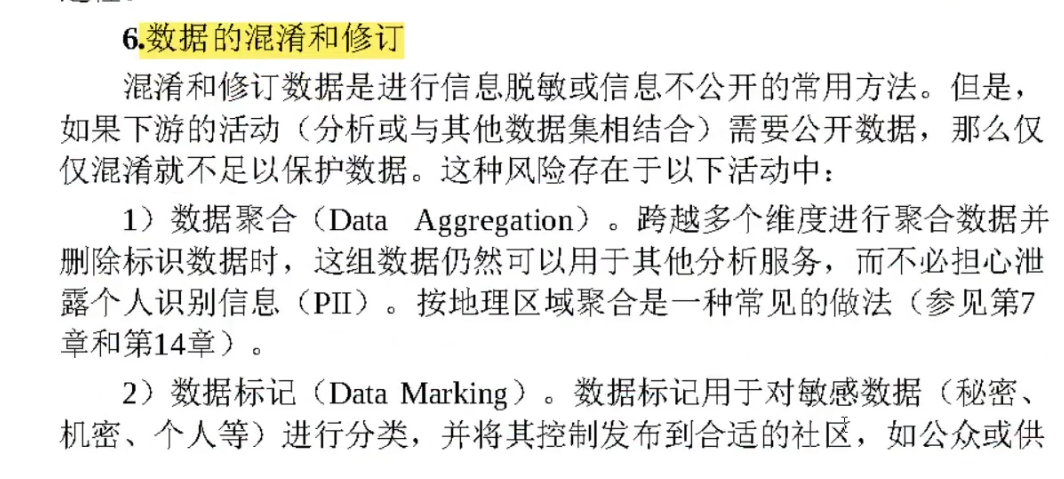 6.数据的混淆和修订
混淆和修订数据是进行信息脱敏或信息不公开的常用方法。但是，
如果下游的活动（分析或与其他数据集相结合）需要公开数据，那么仅
仅混淆就不足以保护数据。这种风险存在于以下活动中：
1）数据聚合（Data Aggregation）。跨越多个维度进行聚合数据并
删除标识数据时，这组数据仍然可以用于其他分析服务，而不必担心泄
露个人识别信息（PII）。按地理区域聚合是一种常见的做法（参见第7
章和第14章）。
2）数据标记（Data Marking）。数据标记用于对敏感数据（秘密、
机密、个人等）进行分类，并将其控制发布到合适的社区，如公众或供